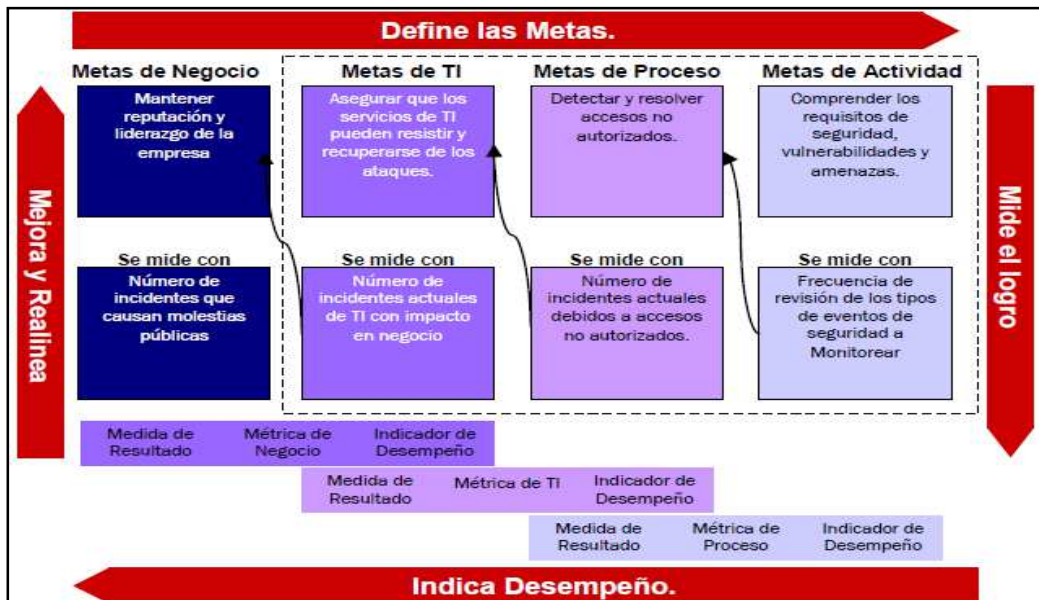 Define las Metas.
Metas de Negocio
Metas de TI
Metas de Proceso
Metas de Actividad
Mantener
reputación y
liderazgo de la
empresa
Asegurar que los
servicios de TI
pueden resistir y
recuperarse de los
ataques.
Detectar y resolver
accesos no
autorizados.
Comprender los
requisitos de
seguridad,
vulnerabilidades y
amenazas.
Mejora y Realinea
Mide el logro
Se mide con
Se mide con
Se mide con
Se mide con
Número de
incidentes que
causan molestias
públicas
Número de
incidentes actuales
de TI con impacto
en negocio
Número de
incidentes actuales
debidos a accesos
no autorizados.
Frecuencia de
revisión de los tipos
de eventos de
seguridad a
Monitorear
Medida de
Resultado
Métrica de
Negocio
Indicador de
Desempeño
Medida de
Resultado
Métrica de TI
Indicador de
Desempeño
Medida de
Resultado
Métrica de
Proceso
Indicador de
Desempeño
Indica Desempeño.